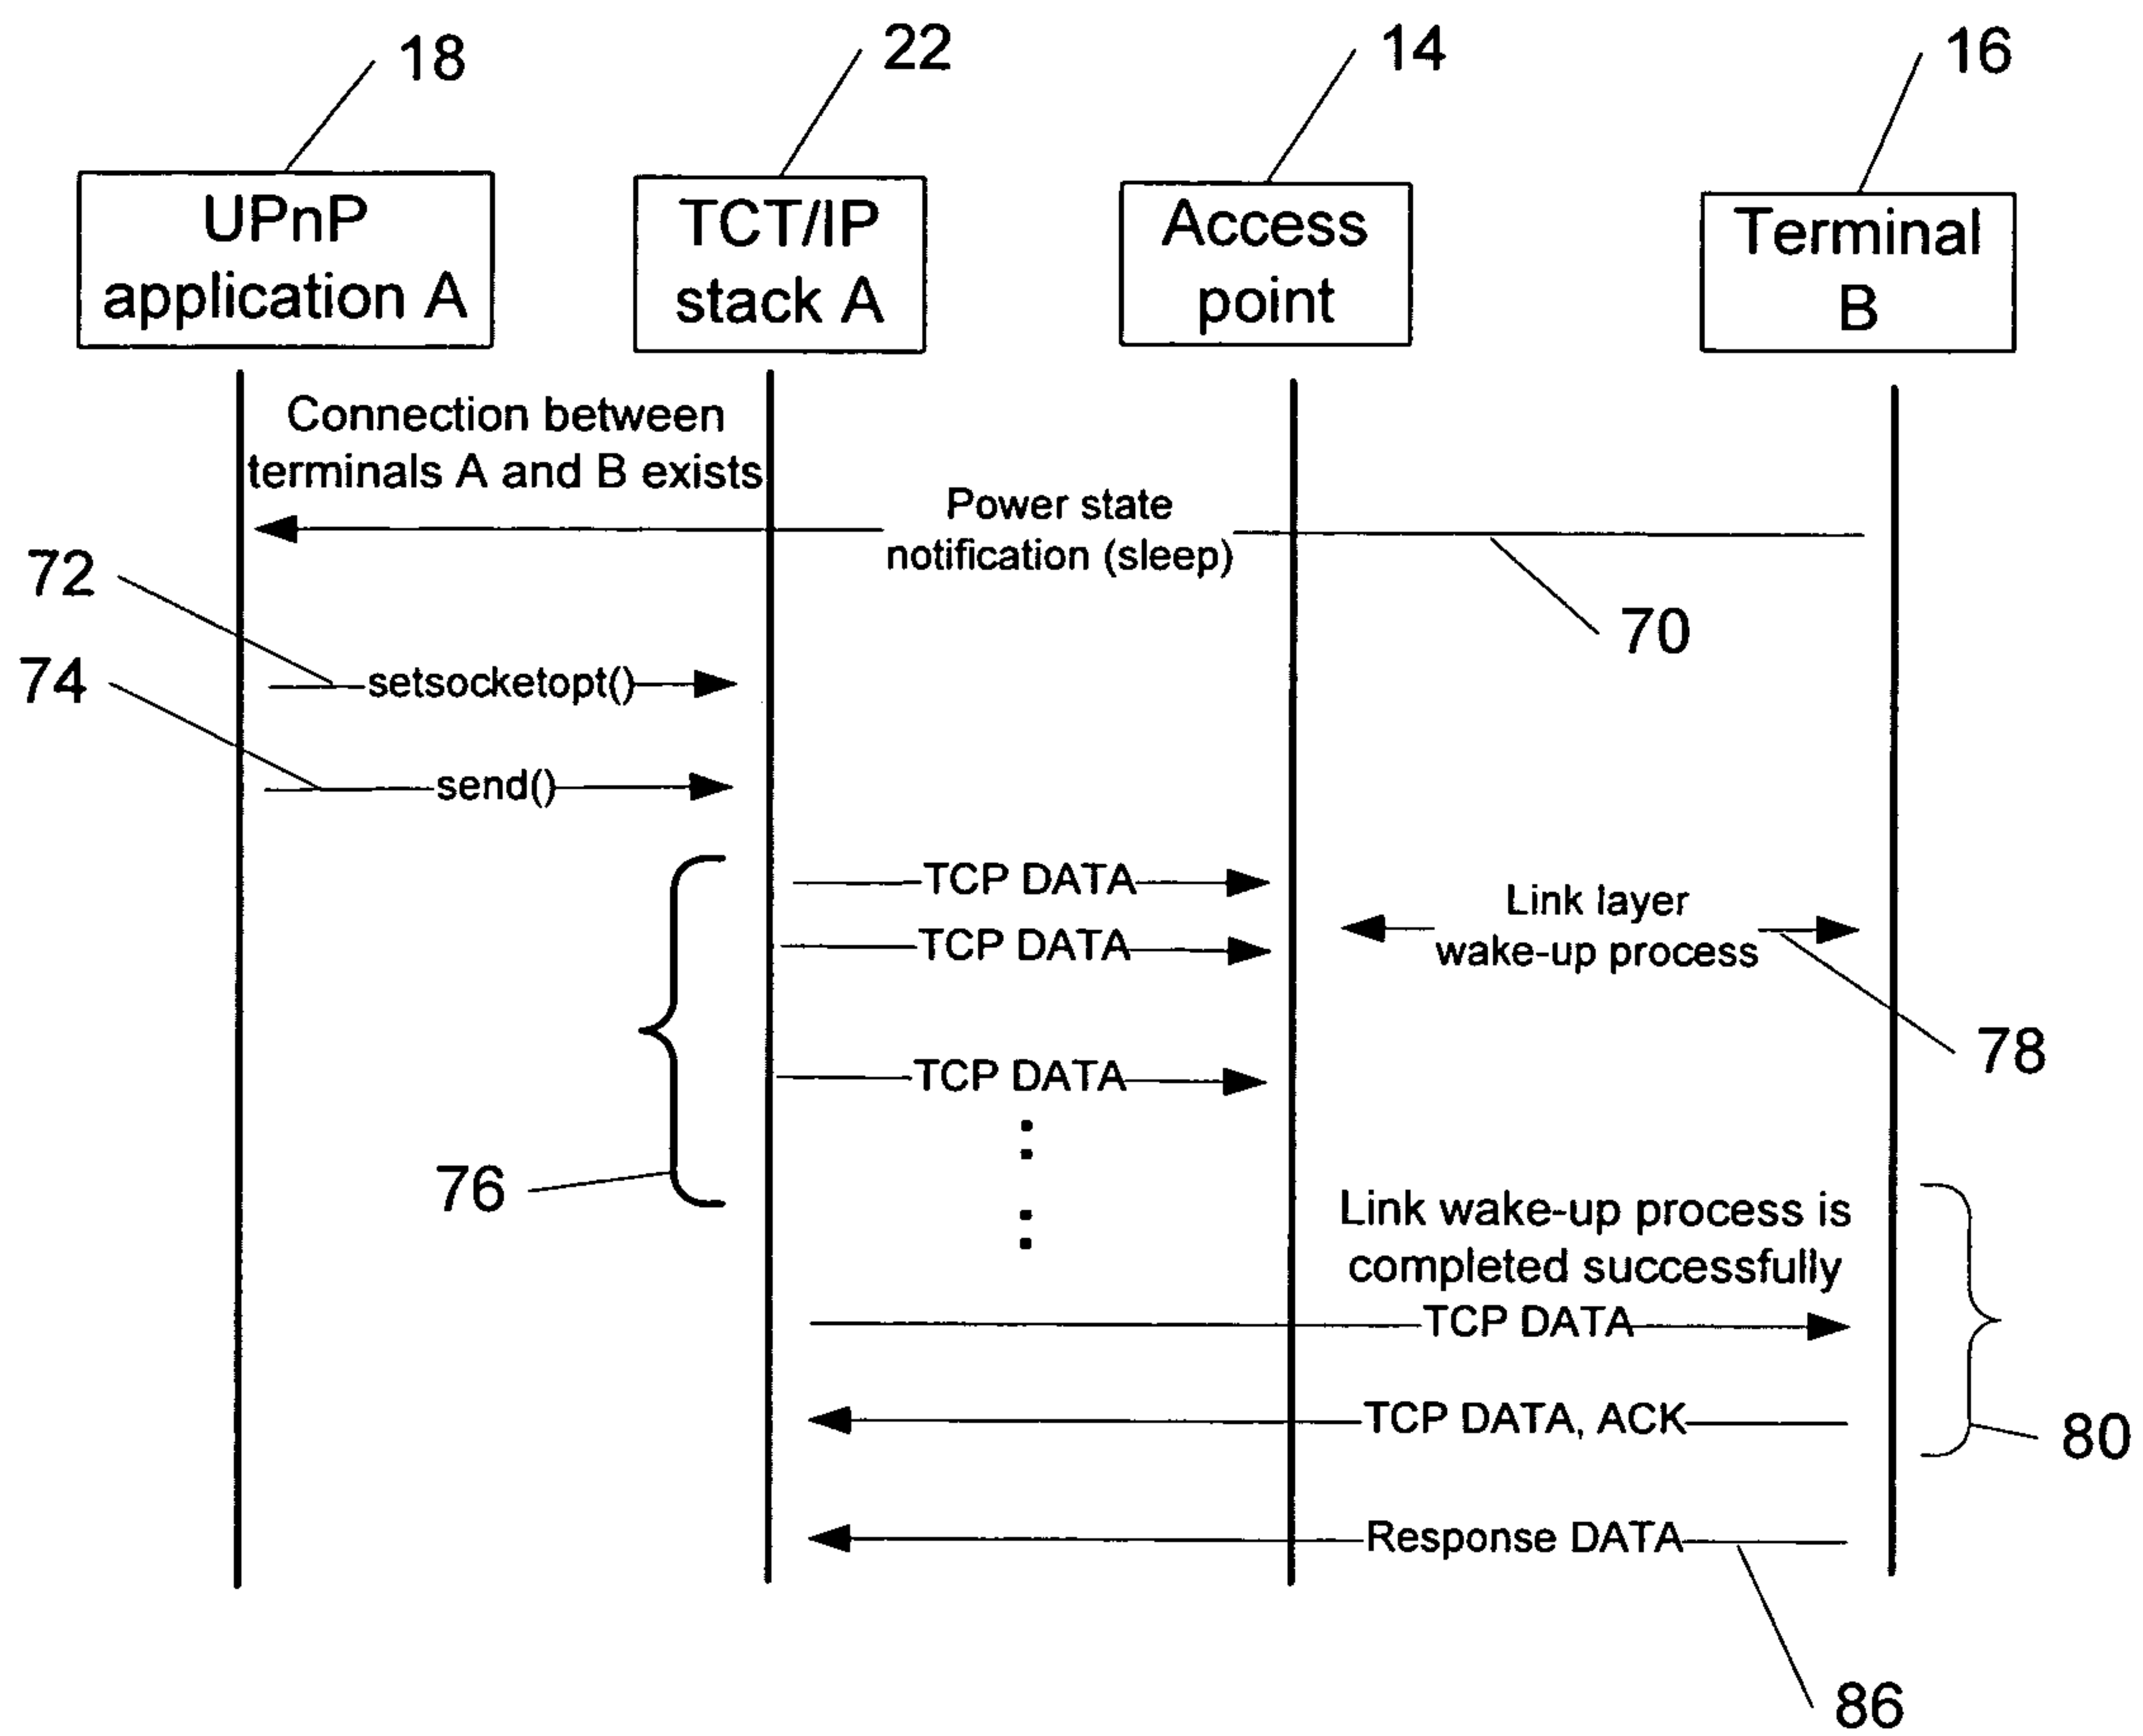 18
22
14
16
UPnP
application A
TCT/IP
stack A
Access
point
Terminal
B
Connection between
terminals A and B exists
Power state
notification (sleep)
70
72
setsocketopt()
74
send()
TCP DATA
TCP DATA
Link layer
wake-up process
78
TCP DATA
:
76
:
Link wake-up process is
completed successfully
TCP DATA
TCP DATA, ACK
80
Response DATA
86